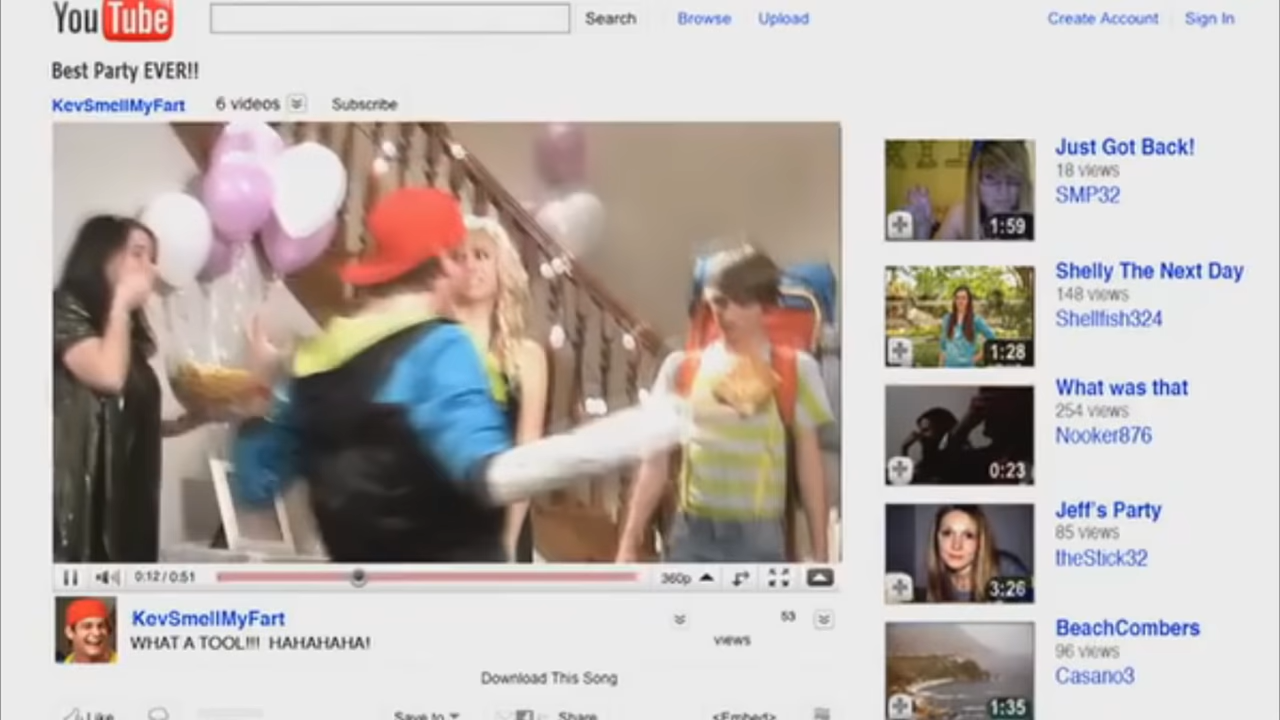 YouTube
Search
Browse
Upload
Create Account
Sign In
Best Party EVER!!
KevSmellMyFart
6 videos
Subscribe
0:12 / 0:51
360p
KevSmellMyFart
WHAT A TOOL!!! HAHAHAHA!
53
views
Download This Song
Like
Save to
Share
<Embed>
Just Got Back!
18 views
SMP32
1:59
Shelly The Next Day
148 views
Shellfish324
1:28
What was that
254 views
Nooker876
0:23
Jeff's Party
85 views
theStick32
3:26
BeachCombers
96 views
Casano3
1:35